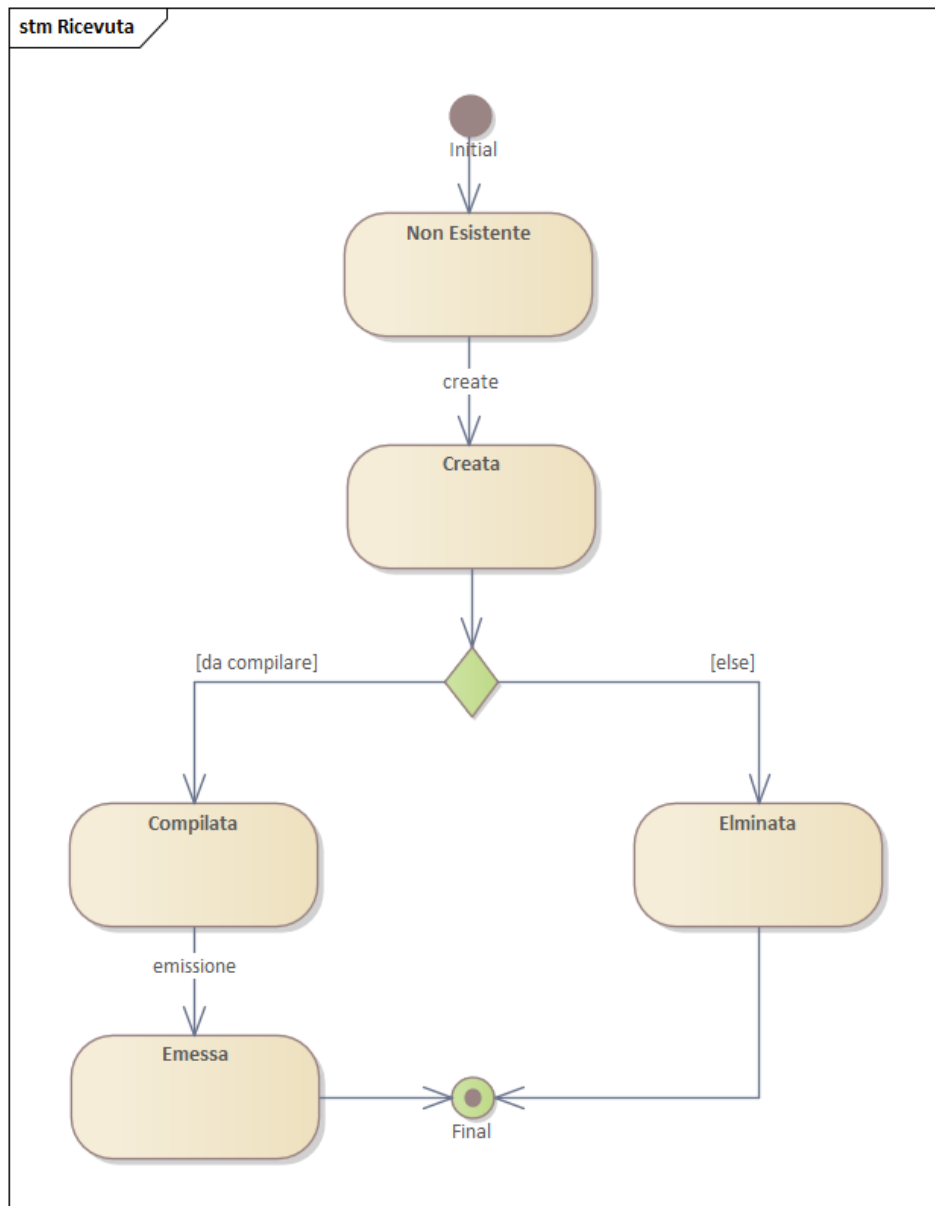 stm Ricevuta
Initial
Non Esistente
create
Creata
[da compilare]
[else]
Compilata
Elminata
emissione
Emessa
Final